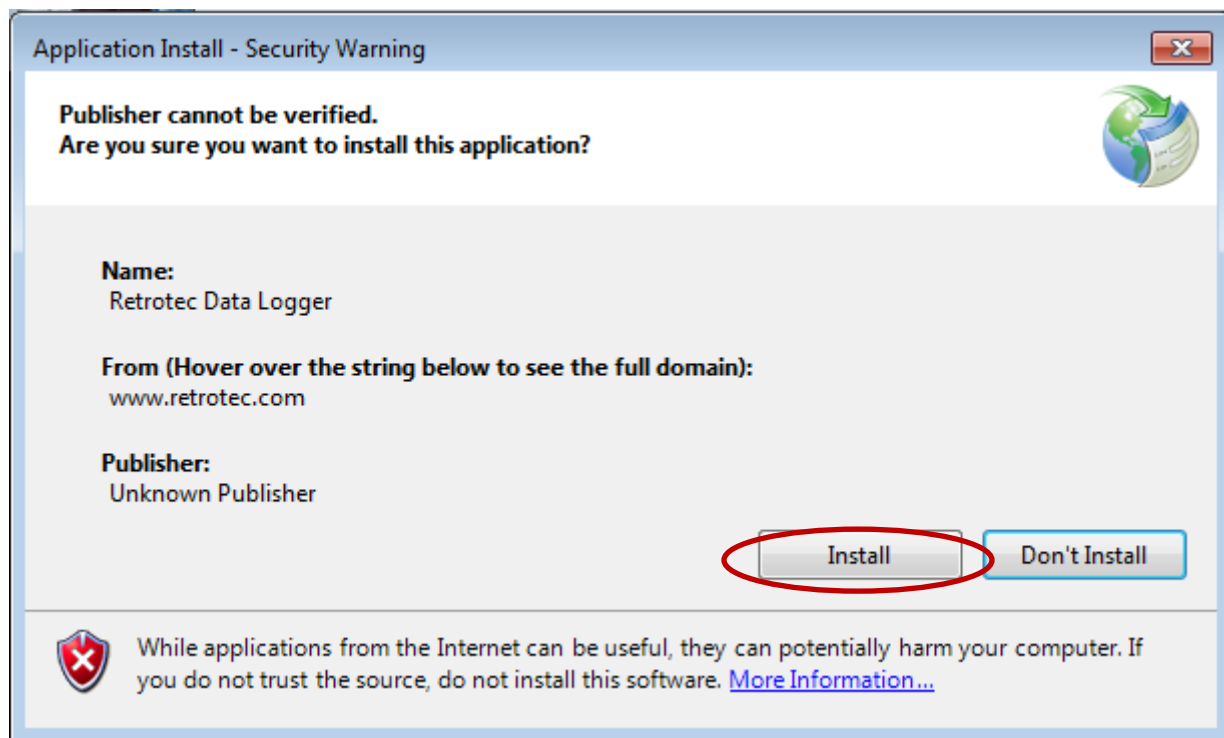 Application Install - Security Warning
Publisher cannot be verified.
Are you sure you want to install this application?
Name:
Retrotec Data Logger
From (Hover over the string below to see the full domain):
www.retrotec.com
Publisher:
Unknown Publisher
Install Don't Install
While applications from the Internet can be useful, they can potentially harm your computer. If
you do not trust the source, do not install this software. More Information...